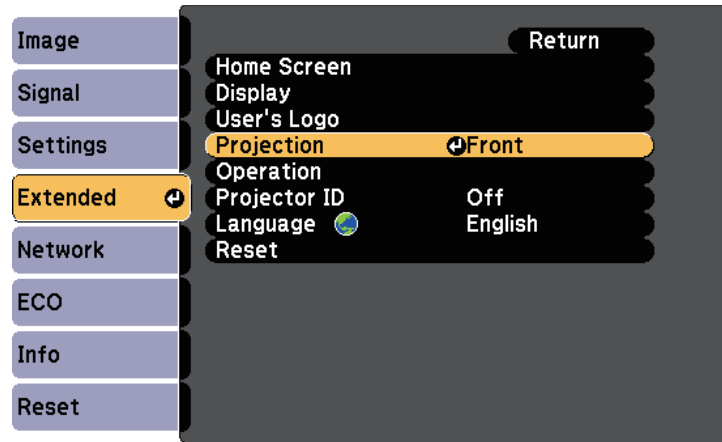 Image
Signal
Settings
Extended
Network
ECO
Info
Reset
Return
Home Screen
Display
User's Logo
Projection Front
Operation
Projector ID Off
Language English
Reset